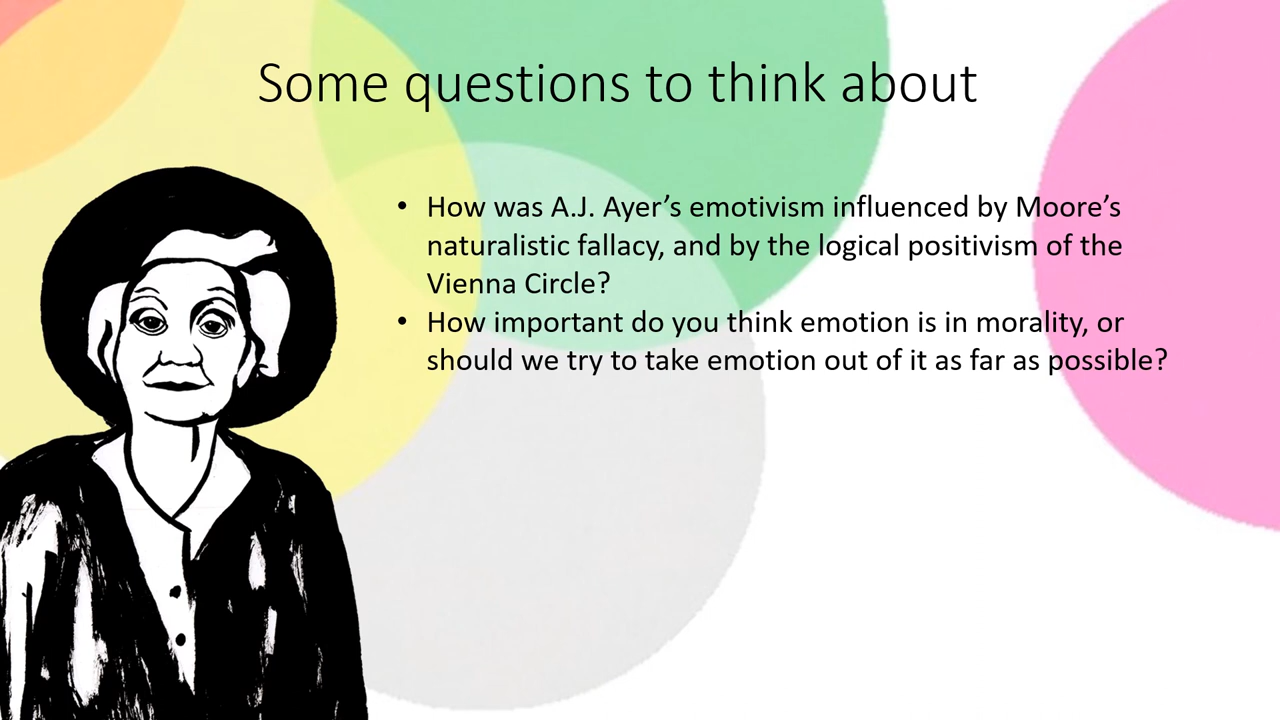 Some questions to think about
• How was A.J. Ayer’s emotivism influenced by Moore’s
naturalistic fallacy, and by the logical positivism of the
Vienna Circle?
• How important do you think emotion is in morality, or
should we try to take emotion out of it as far as possible?